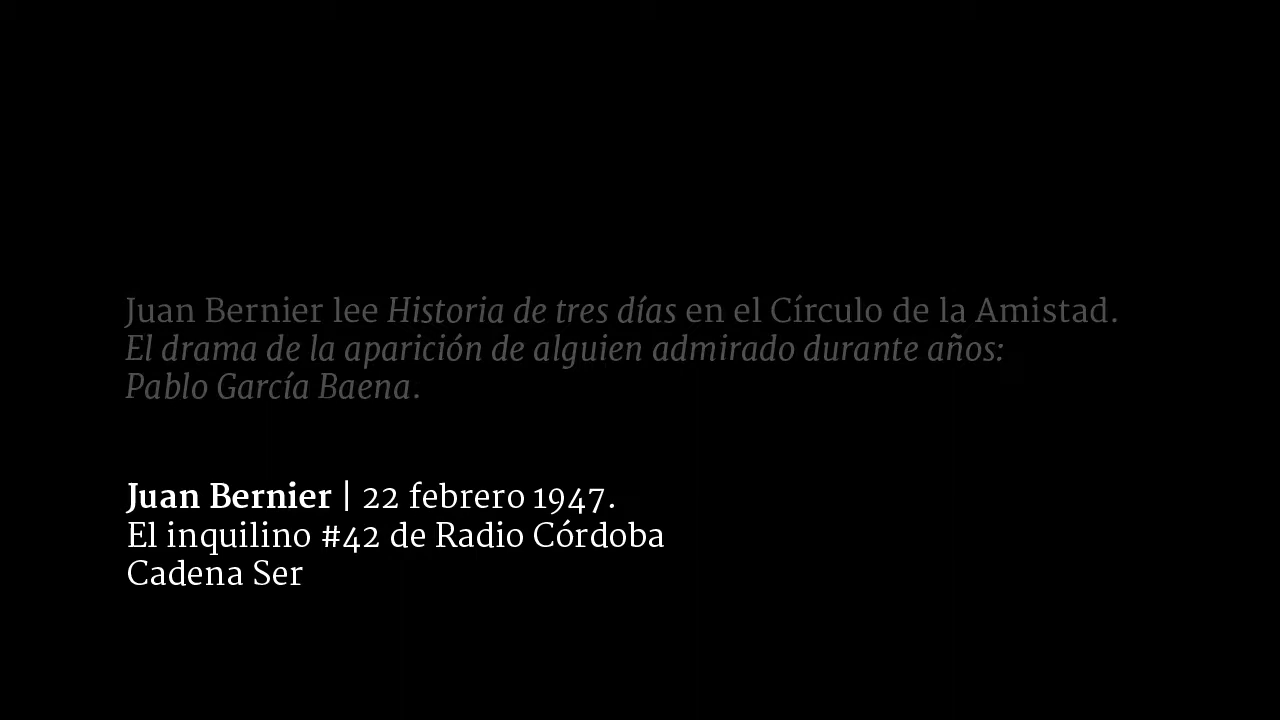 Juan Bernier lee Historia de tres días en el Círculo de la Amistad.
El drama de la aparición de alguien admirado durante años:
Pablo García Baena.
Juan Bernier | 22 febrero 1947.
El inquilino #42 de Radio Córdoba
Cadena Ser